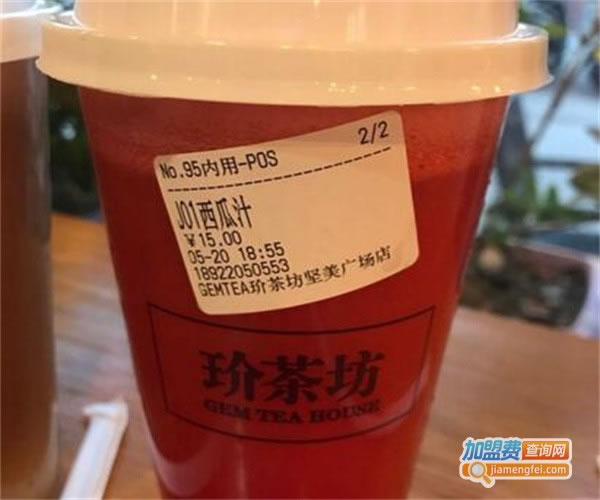 No.95内用-POS 2/2
J01西瓜汁
￥15.00
05-20 18:55
18922050553
GEMTEA玠茶坊坚美广场店
玠茶坊
GEM TEA HOUSE
加盟费查询网
jiamengfei.com